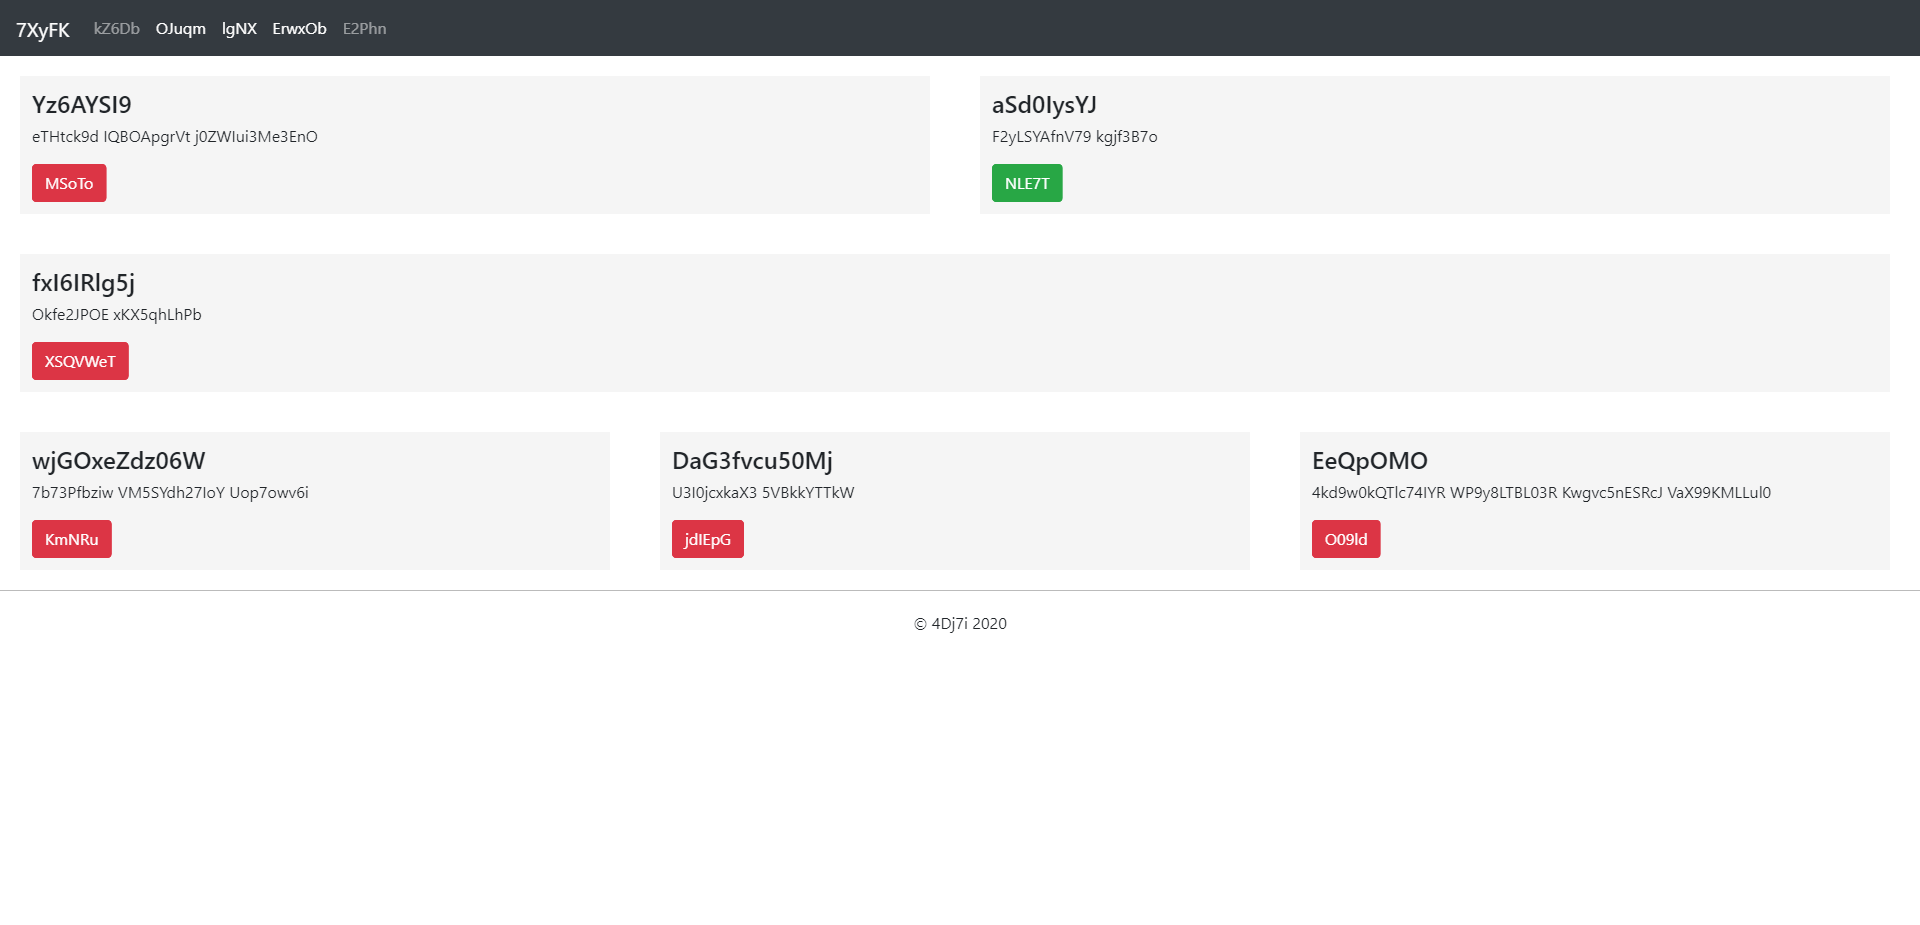 7XyFK kZ6Db OJuqm lgNX ErwxOb E2Phn
Yz6AYSI9
eTHtck9d IQBOApgrVt j0ZWIui3Me3EnO
MSoTo
aSd0IysYJ
F2yLSYAfnV79 kgjf3B7o
NLE7T
fxI6IRlg5j
Okfe2JPOE xKX5qhLhPb
XSQVWeT
wjGOxeZdz06W
7b73Pfbziw VM5SYdh27IoY Uop7owv6i
KmNRu
DaG3fvcu50Mj
U3I0jcxkaX3 5VBkkYTTkW
jdIEpG
EeQpOMO
4kd9w0kQTlc74IYR WP9y8LTBL03R Kwgvc5nESRcJ VaX99KMLLul0
O09ld
© 4Dj7i 2020